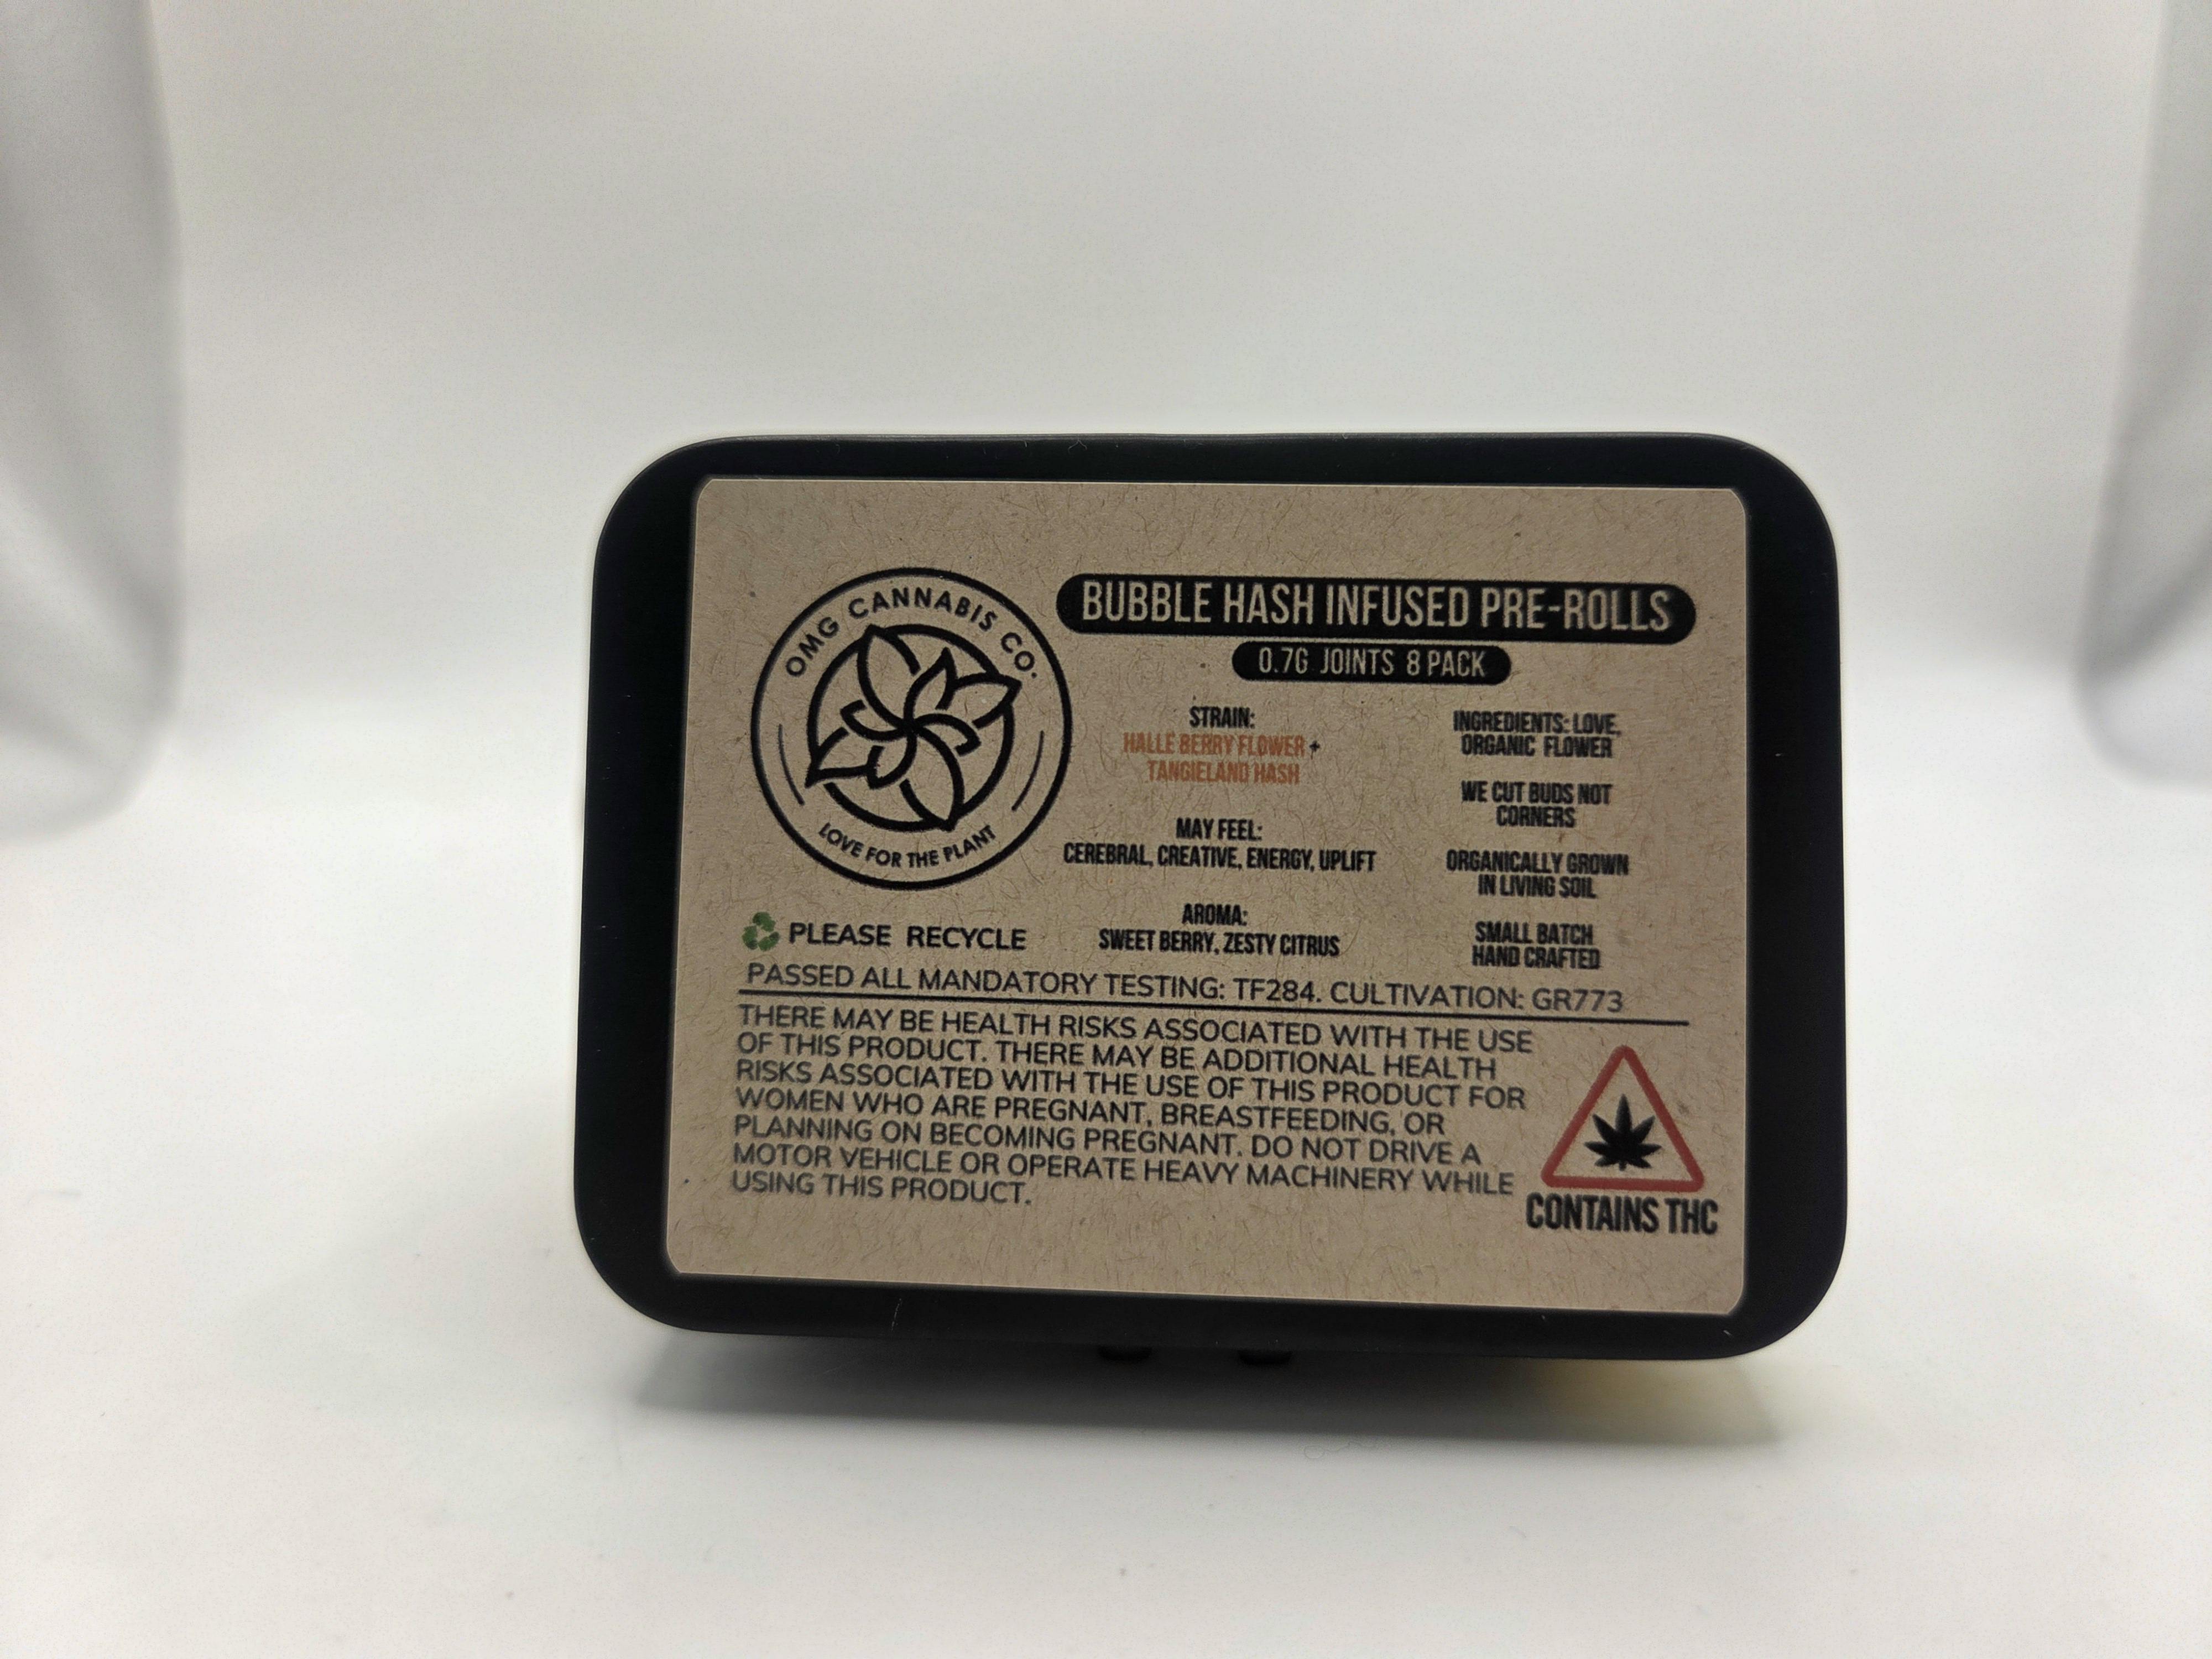 OMG CANNABIS CO.
LOVE FOR THE PLANT
BUBBLE HASH INFUSED PRE-ROLLS
0.7G JOINTS 8 PACK
STRAIN:
HALLE BERRY FLOWER +
TANGIELAND HASH
MAY FEEL:
CEREBRAL, CREATIVE, ENERGY, UPLIFT
AROMA:
SWEET BERRY, ZESTY CITRUS
INGREDIENTS: LOVE,
ORGANIC FLOWER
WE CUT BUDS NOT
CORNERS
ORGANICALLY GROWN
IN LIVING SOIL
SMALL BATCH
HAND CRAFTED
PLEASE RECYCLE
PASSED ALL MANDATORY TESTING: TF284. CULTIVATION: GR773
THERE MAY BE HEALTH RISKS ASSOCIATED WITH THE USE
OF THIS PRODUCT. THERE MAY BE ADDITIONAL HEALTH
RISKS ASSOCIATED WITH THE USE OF THIS PRODUCT FOR
WOMEN WHO ARE PREGNANT, BREASTFEEDING, OR
PLANNING ON BECOMING PREGNANT. DO NOT DRIVE A
MOTOR VEHICLE OR OPERATE HEAVY MACHINERY WHILE
USING THIS PRODUCT.
CONTAINS THC